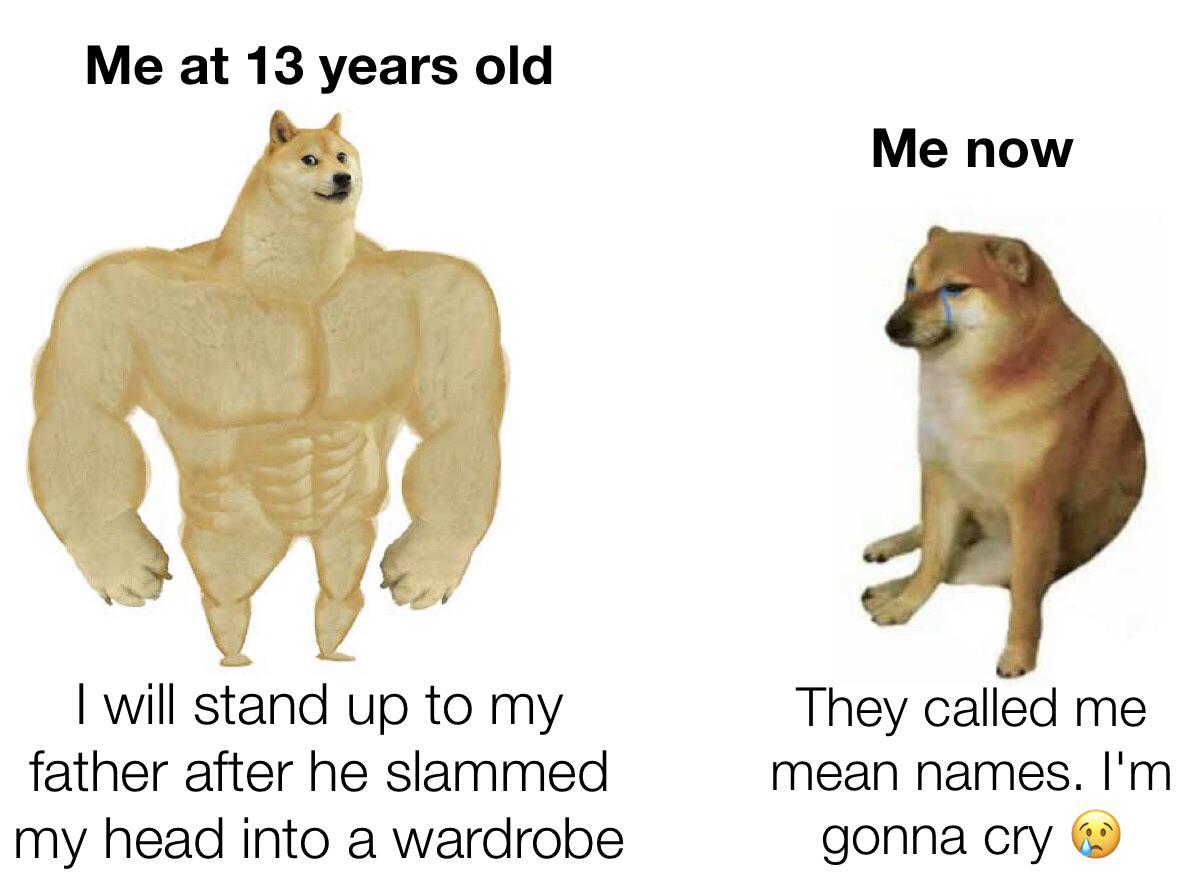 Me at 13 years old
I will stand up to my
father after he slammed
my head into a wardrobe
Me now
They called me
mean names. I'm
gonna cry 😢